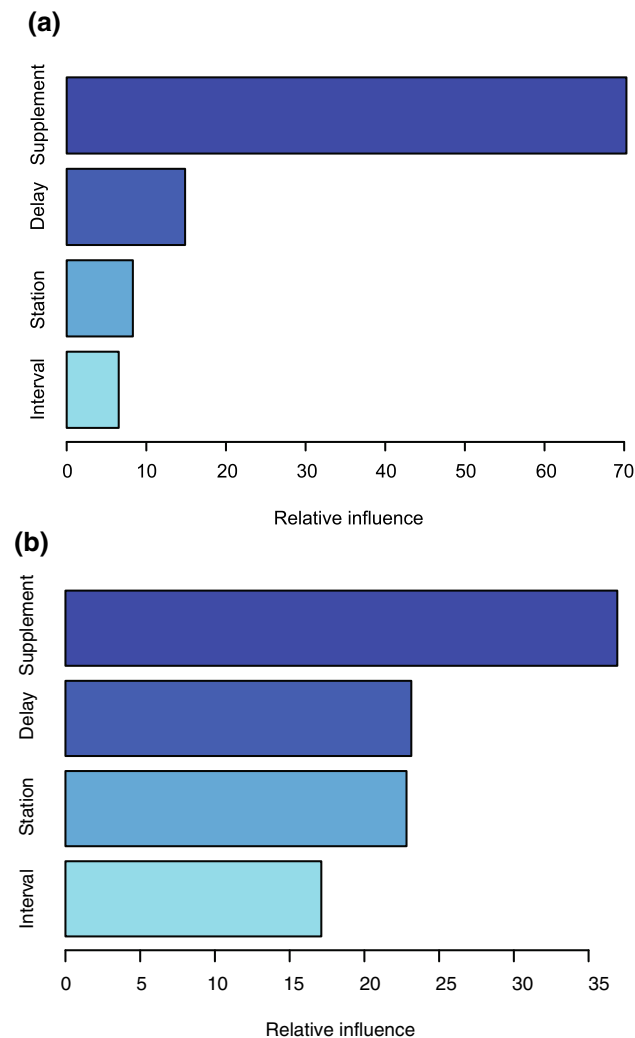 (a)
Supplement
Delay
Station
Interval
0 10 20 30 40 50 60 70
Relative influence
(b)
Supplement
Delay
Station
Interval
0 5 10 15 20 25 30 35
Relative influence